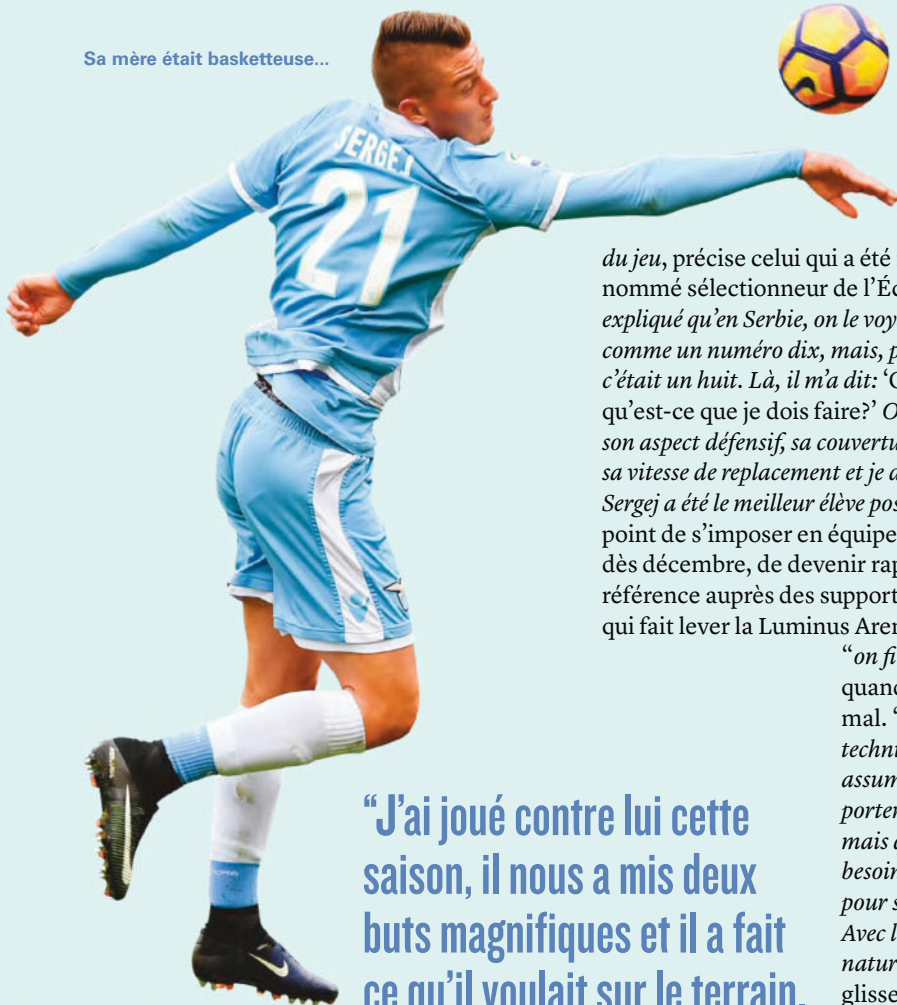 Sa mère était basketteuse...
SERGEJ
21
du jeu, précise celui qui a été
nommé sélectionneur de l'Éc
expliqué qu'en Serbie, on le voy
comme un numéro dix, mais, p
c'était un huit. Là, il m'a dit: 'O
qu'est-ce que je dois faire?' O
son aspect défensif, sa couvertu
sa vitesse de replacement et je d
Sergej a été le meilleur élève pos
point de s'imposer en équipe
dès décembre, de devenir rap
référence auprès des support
qui fait lever la Luminus Aren
"on fi
quand
mal. "
techni
assum
porter
mais d
besoin
pour s
Avec l
natur
glisse
"J'ai joué contre lui cette
saison, il nous a mis deux
buts magnifiques et il a fait
ce qu'il voulait sur le terrain.